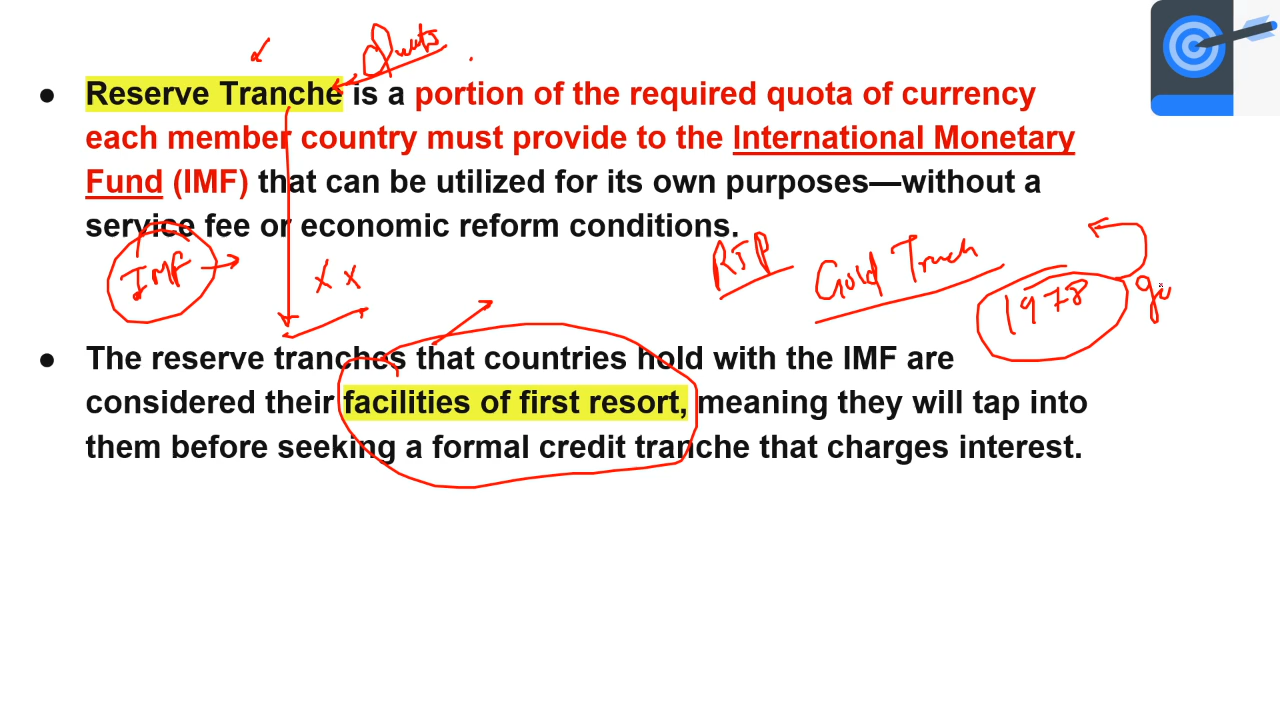 Quota
● Reserve Tranche is a portion of the required quota of currency
each member country must provide to the International Monetary
Fund (IMF) that can be utilized for its own purposes—without a
service fee or economic reform conditions.
IMF
X X
RTP
Gold Tranch
1978
● The reserve tranches that countries hold with the IMF are
considered their facilities of first resort, meaning they will tap into
them before seeking a formal credit tranche that charges interest.